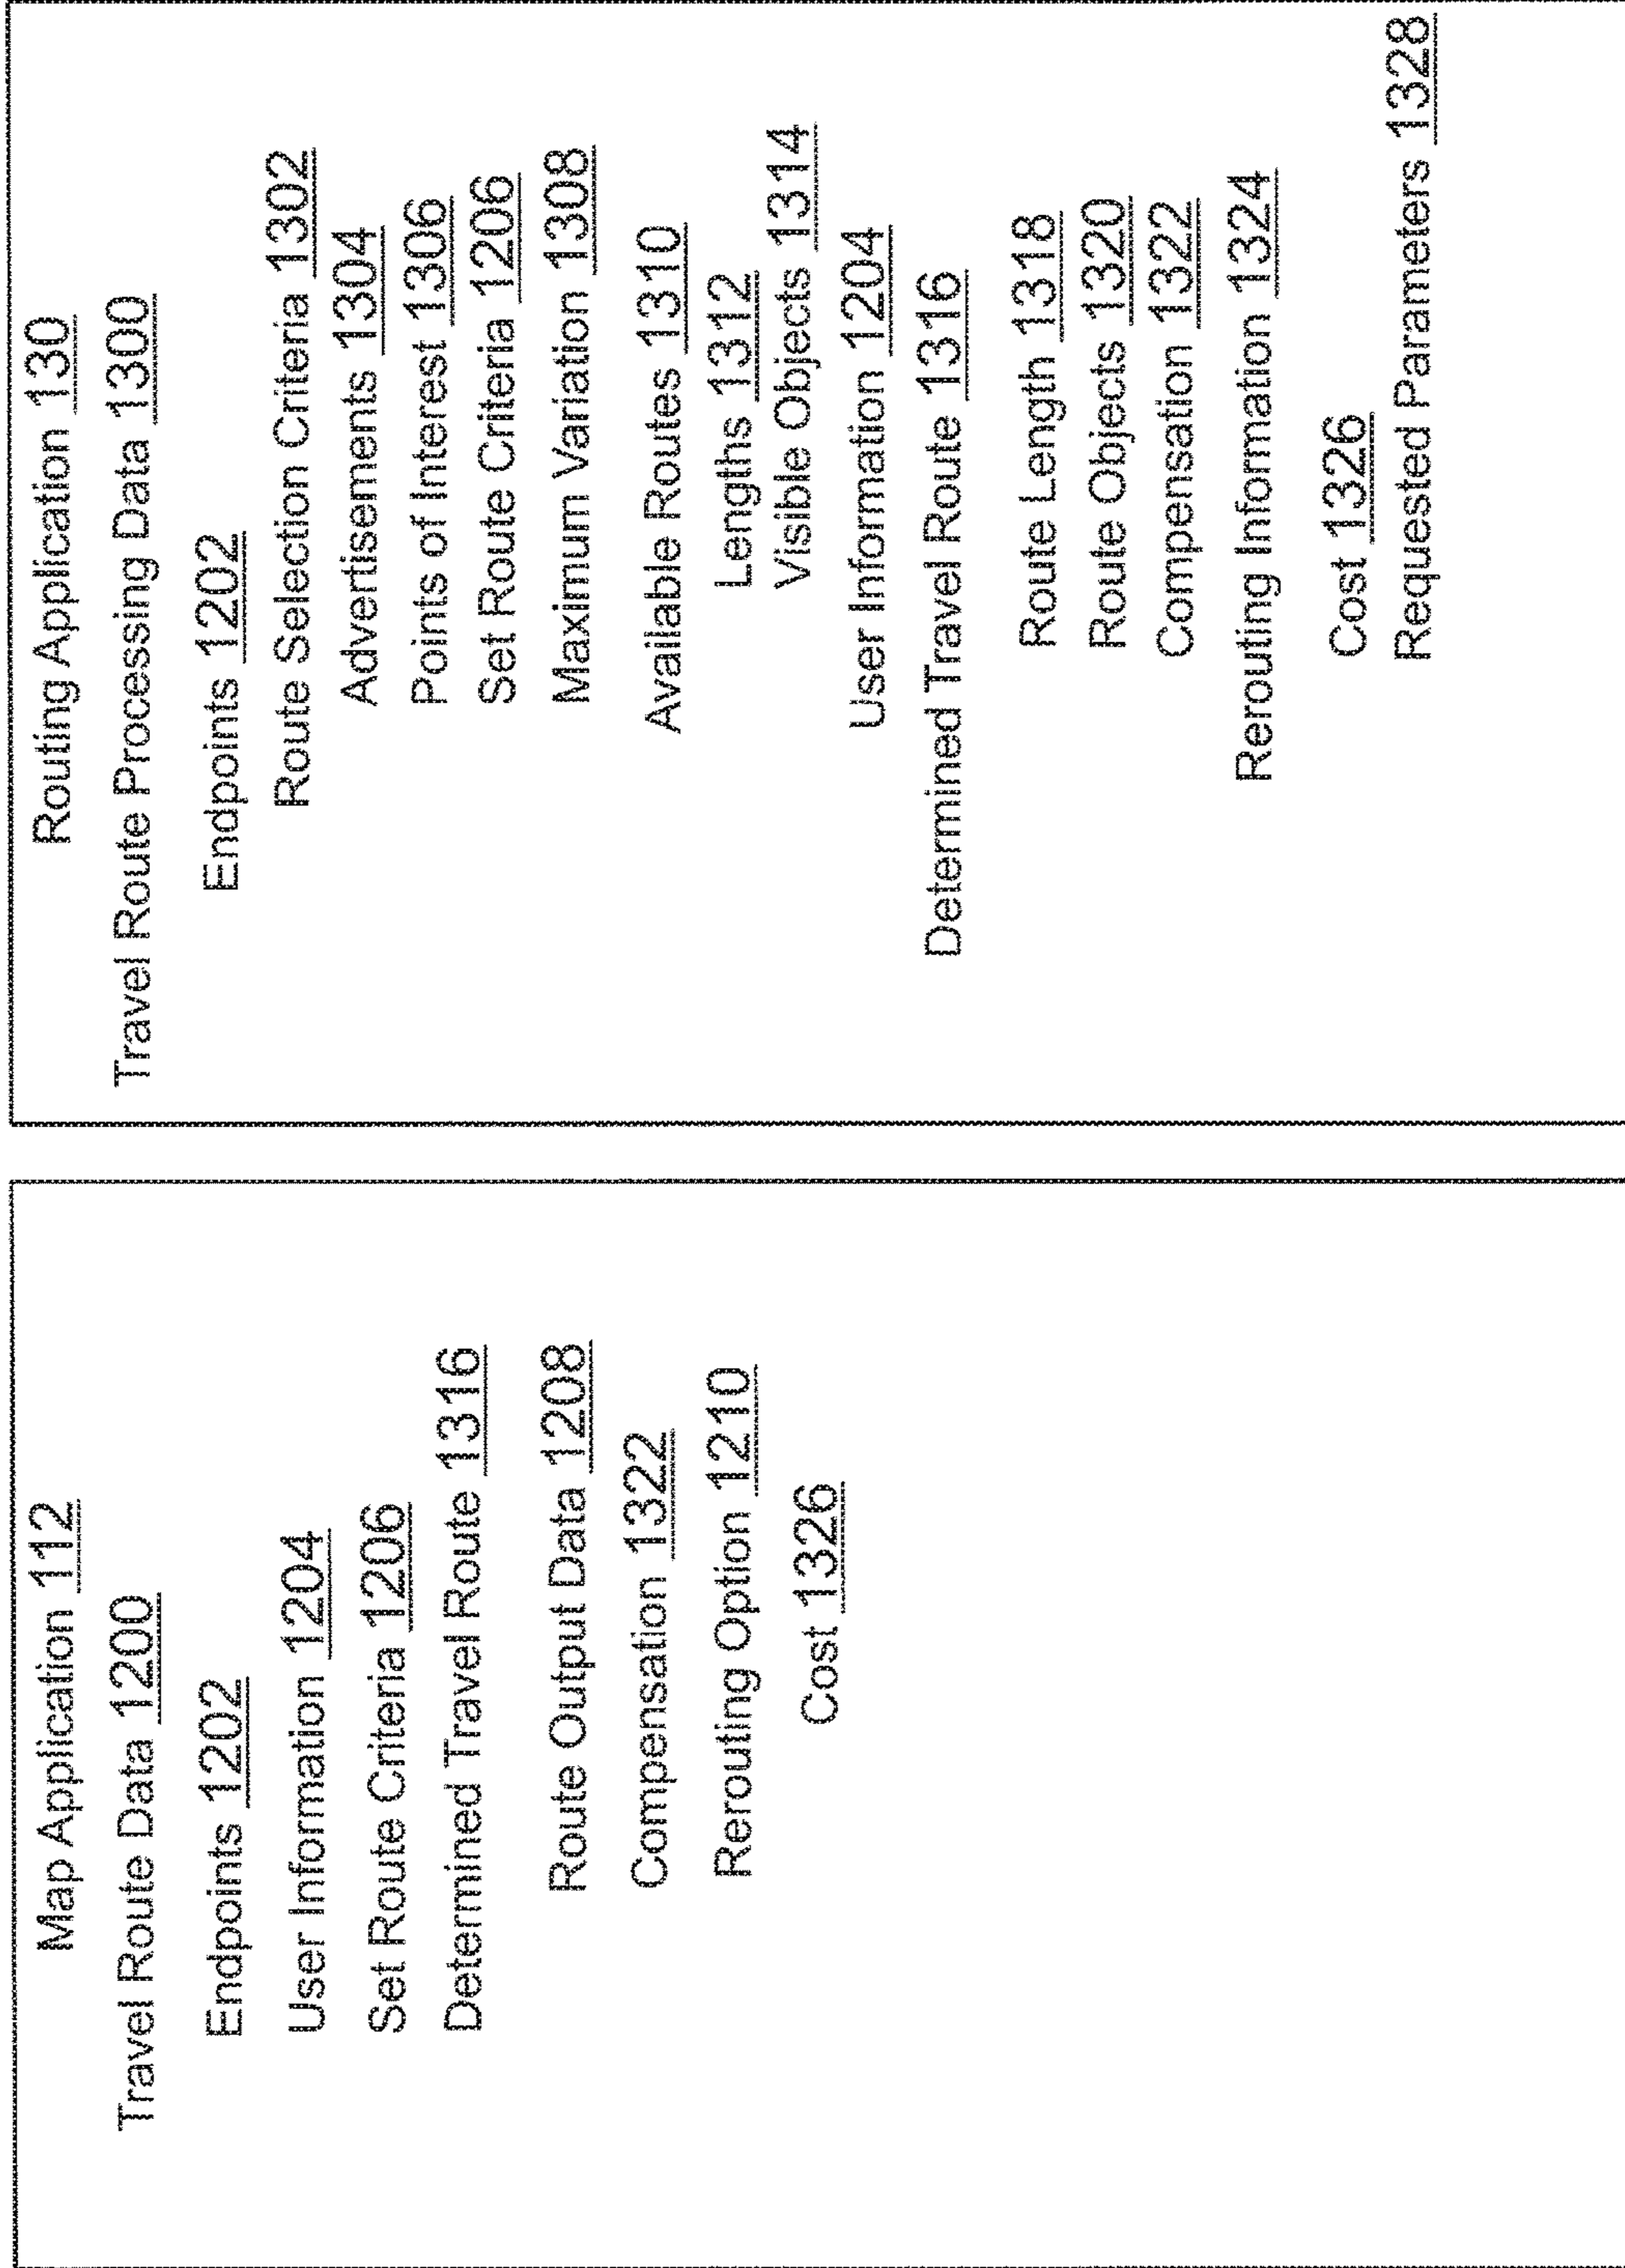 Map Application 112
Travel Route Data 1200
Endpoints 1202
User Information 1204
Set Route Criteria 1206
Determined Travel Route 1316
Route Output Data 1208
Compensation 1322
Rerouting Option 1210
Cost 1326
Routing Application 130
Travel Route Processing Data 1300
Endpoints 1202
Route Selection Criteria 1302
Advertisements 1304
Points of Interest 1306
Set Route Criteria 1206
Maximum Variation 1308
Available Routes 1310
Lengths 1312
Visible Objects 1314
User Information 1204
Determined Travel Route 1316
Route Length 1318
Route Objects 1320
Compensation 1322
Rerouting Information 1324
Cost 1326
Requested Parameters 1328